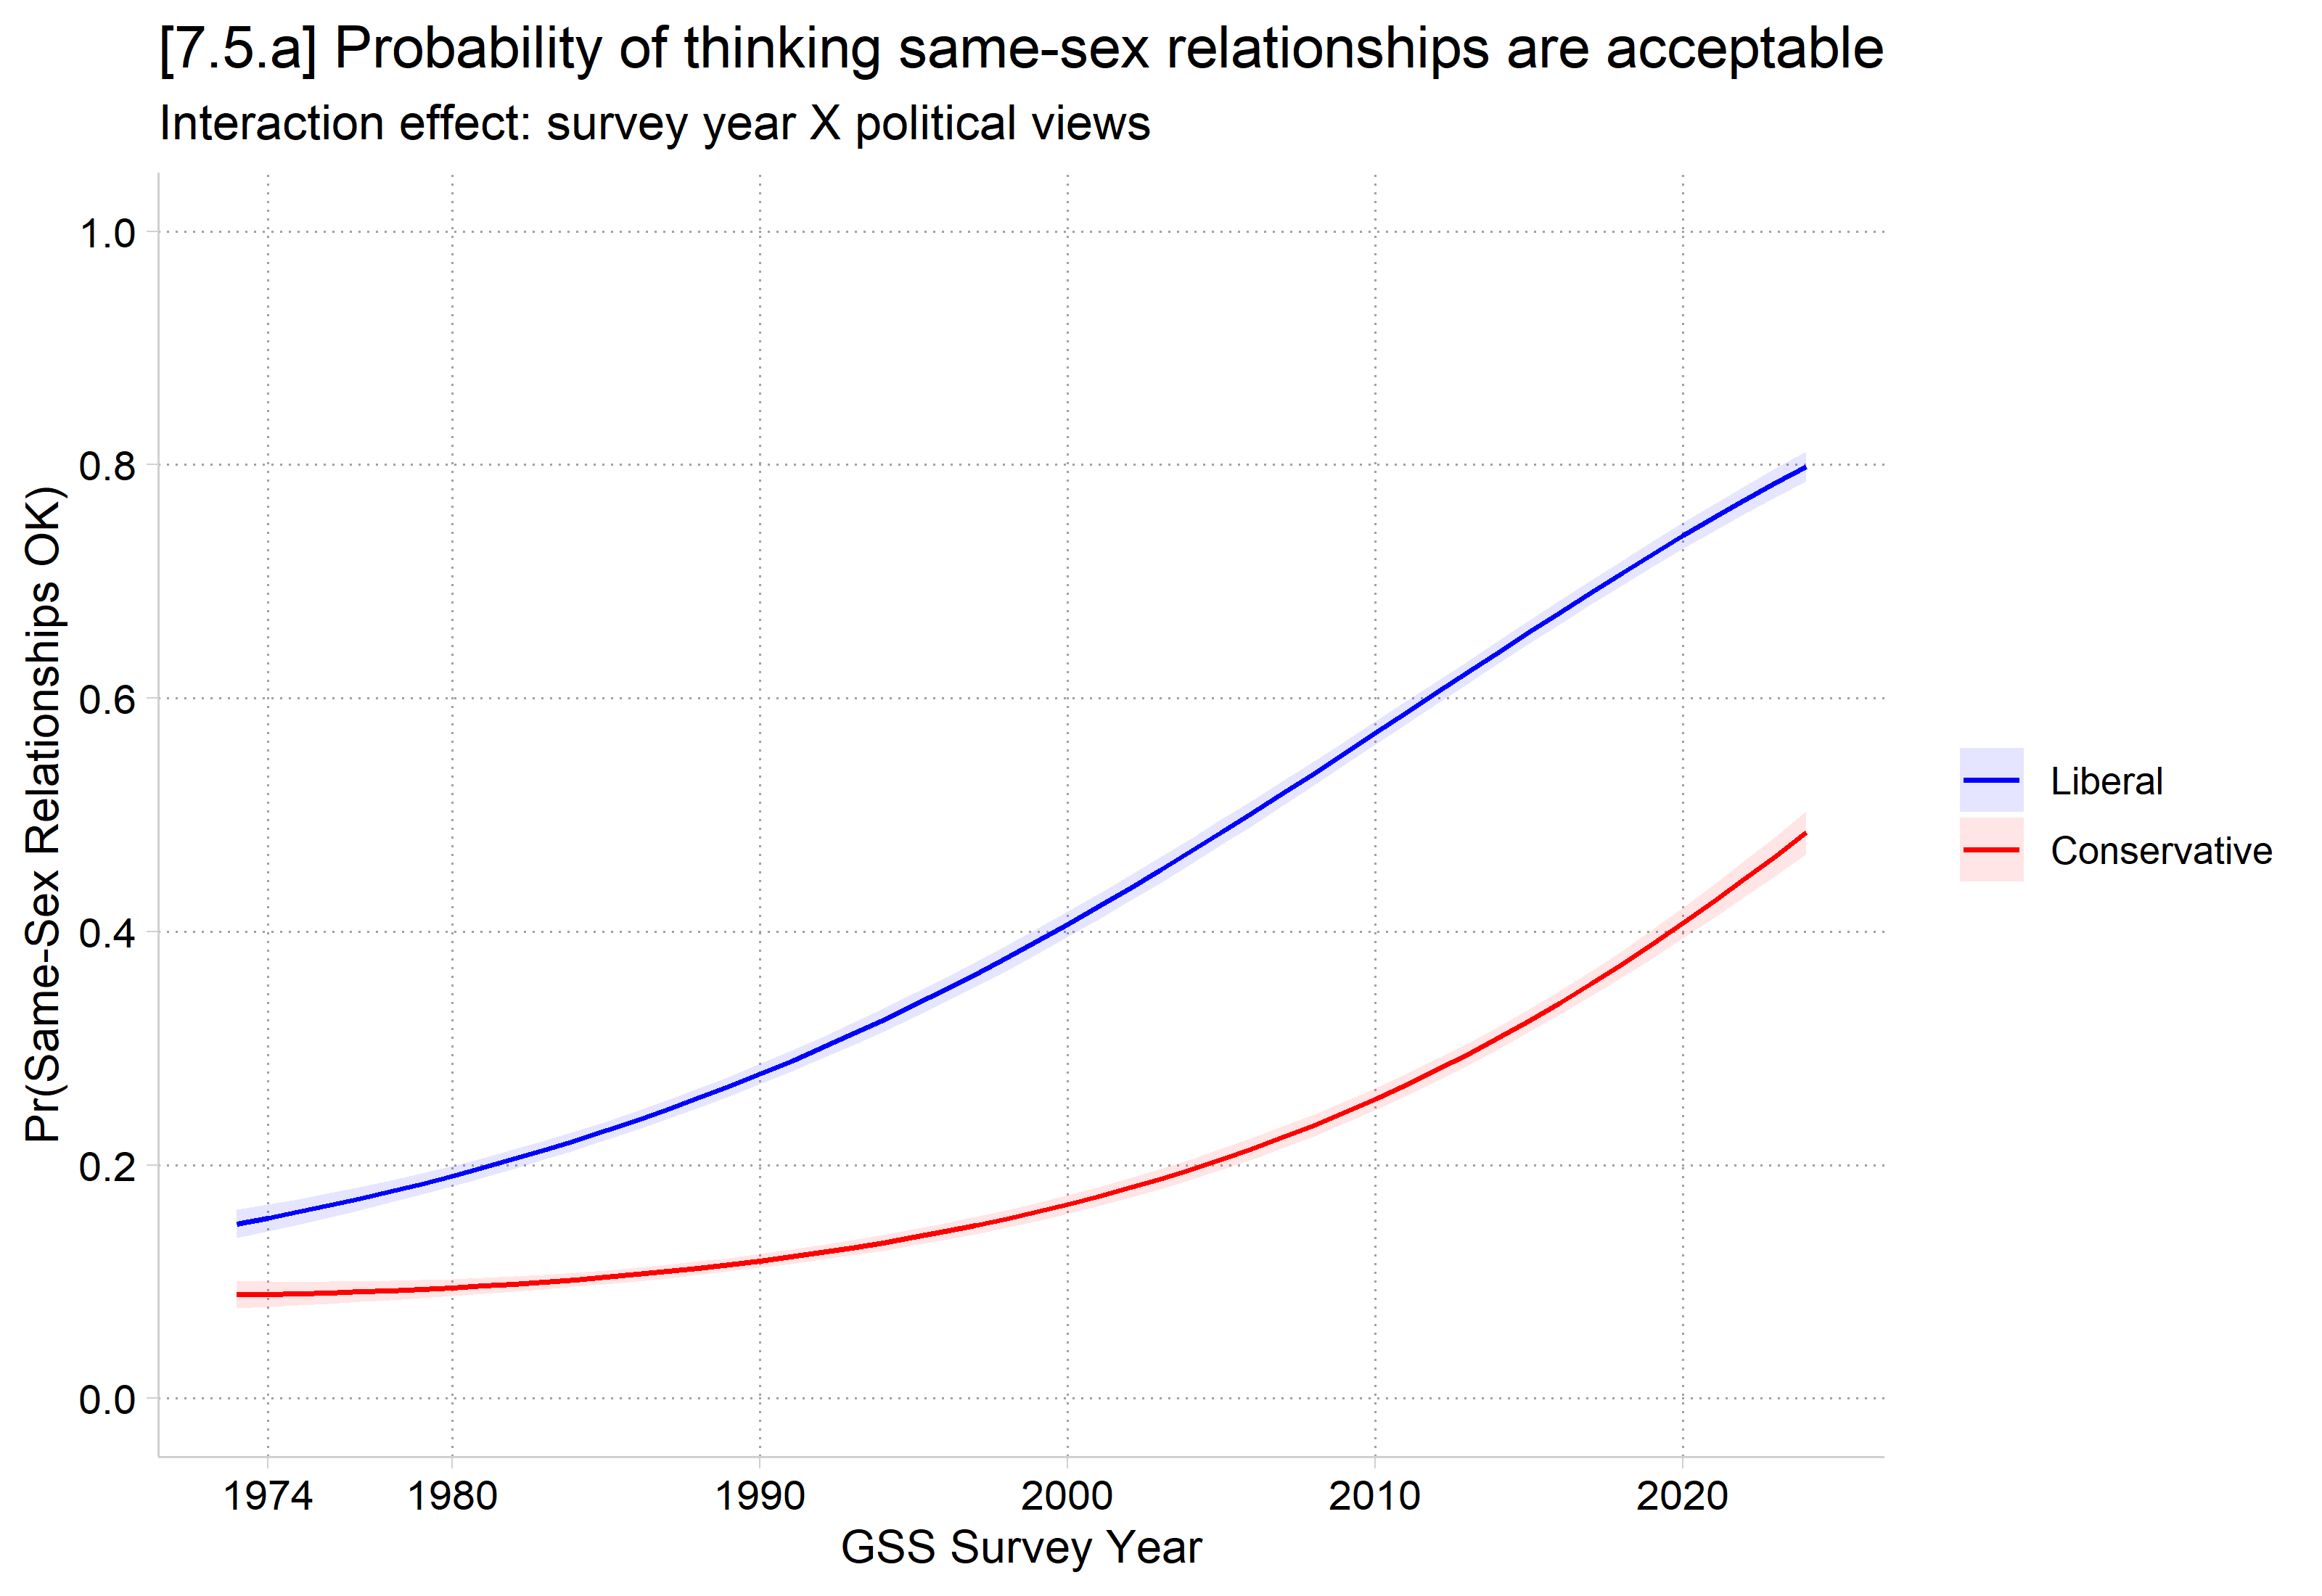 [7.5.a] Probability of thinking same-sex relationships are acceptable
Interaction effect: survey year X political views
Pr(Same-Sex Relationships OK)
1.0
0.8
0.6
0.4
0.2
0.0
1974 1980 1990 2000 2010 2020
GSS Survey Year
Liberal
Conservative